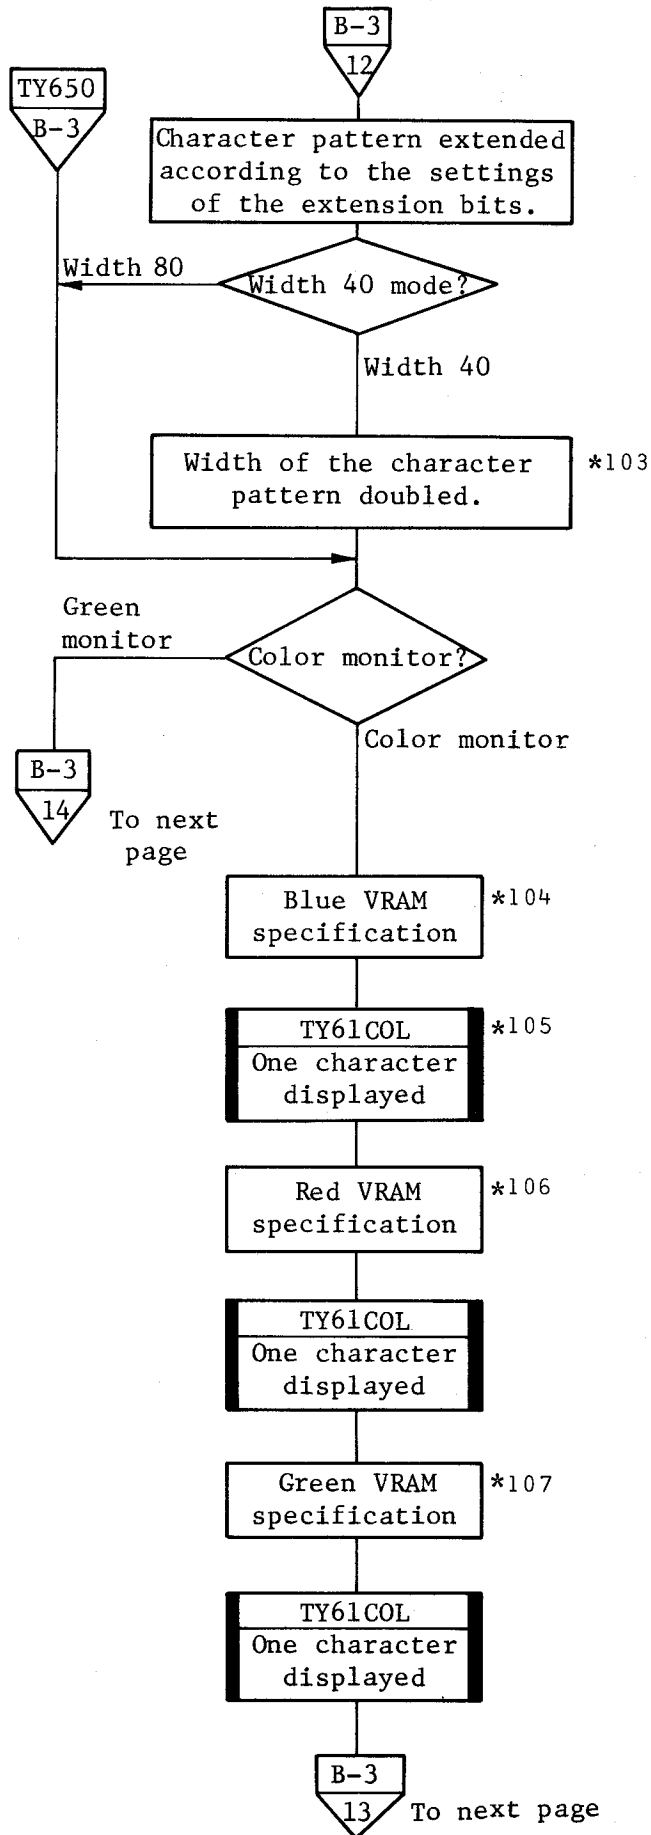 B-3
12
TY650
B-3
Character pattern extended
according to the settings
of the extension bits.
Width 80
Width 40 mode?
Width 40
Width of the character
pattern doubled.
*103
Green
monitor
Color monitor?
Color monitor
B-3
14
To next
page
Blue VRAM
specification
*104
TY61COL
One character
displayed
*105
Red VRAM
specification
*106
TY61COL
One character
displayed
Green VRAM
specification
*107
TY61COL
One character
displayed
B-3
13
To next page